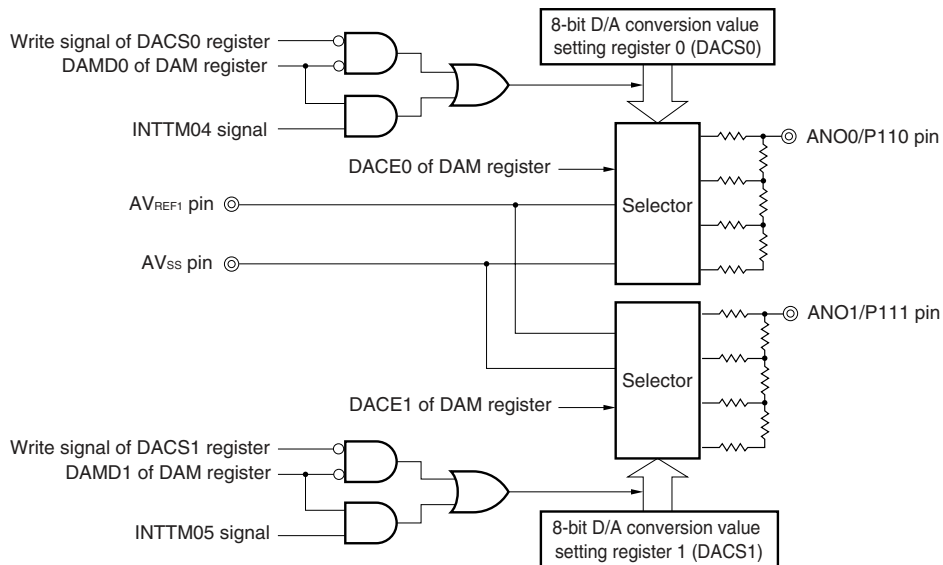 8-bit D/A conversion value
setting register 0 (DACS0)
Write signal of DACS0 register
DAMD0 of DAM register
INTTM04 signal
ANO0/P110 pin
DACE0 of DAM register
Selector
AVREF1 pin
AVSS pin
ANO1/P111 pin
Selector
DACE1 of DAM register
Write signal of DACS1 register
DAMD1 of DAM register
INTTM05 signal
8-bit D/A conversion value
setting register 1 (DACS1)